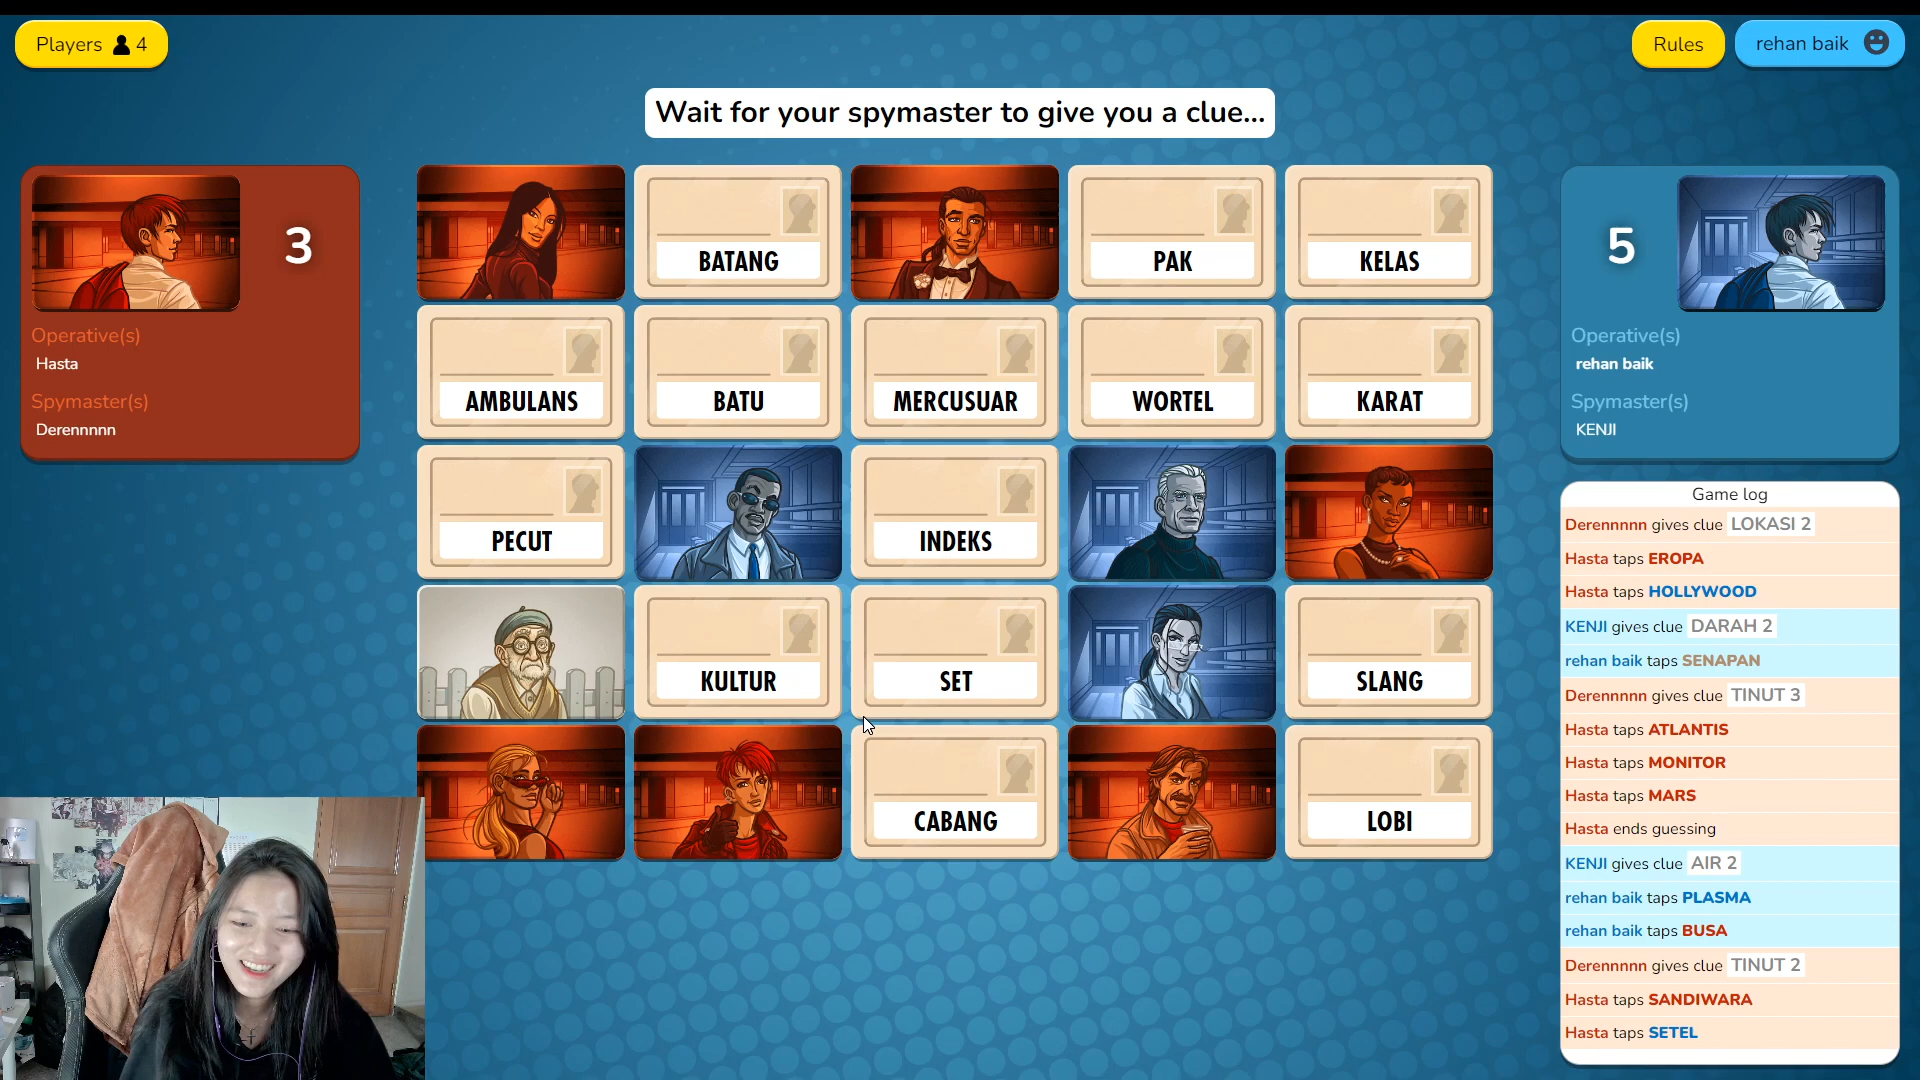 Players 4
Rules
rehan baik
Wait for your spymaster to give you a clue...
3
Operative(s)
Hasta
Spymaster(s)
Derennnnn
BATANG
PAK
KELAS
AMBULANS
BATU
MERCUSUAR
WORTEL
KARAT
PECUT
INDEKS
KULTUR
SET
SLANG
CABANG
LOBI
5
Operative(s)
rehan baik
Spymaster(s)
KENJI
Game log
Derennnnn gives clue LOKASI 2
Hasta taps EROPA
Hasta taps HOLLYWOOD
KENJI gives clue DARAH 2
rehan baik taps SENAPAN
Derennnnn gives clue TINUT 3
Hasta taps ATLANTIS
Hasta taps MONITOR
Hasta taps MARS
Hasta ends guessing
KENJI gives clue AIR 2
rehan baik taps PLASMA
rehan baik taps BUSA
Derennnnn gives clue TINUT 2
Hasta taps SANDIWARA
Hasta taps SETEL